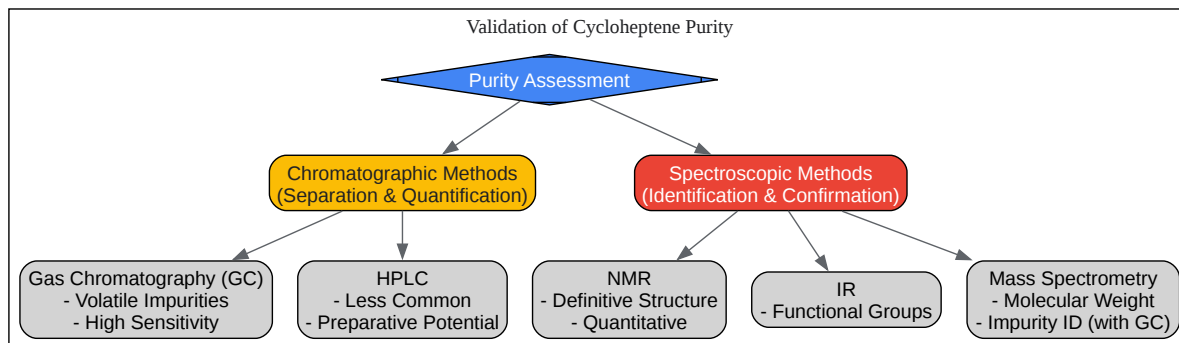 Validation of Cycloheptene Purity
Purity Assessment
Chromatographic Methods
(Separation & Quantification)
Spectroscopic Methods
(Identification & Confirmation)
Gas Chromatography (GC)
- Volatile Impurities
- High Sensitivity
HPLC
- Less Common
- Preparative Potential
NMR
- Definitive Structure
- Quantitative
IR
- Functional Groups
Mass Spectrometry
- Molecular Weight
- Impurity ID (with GC)